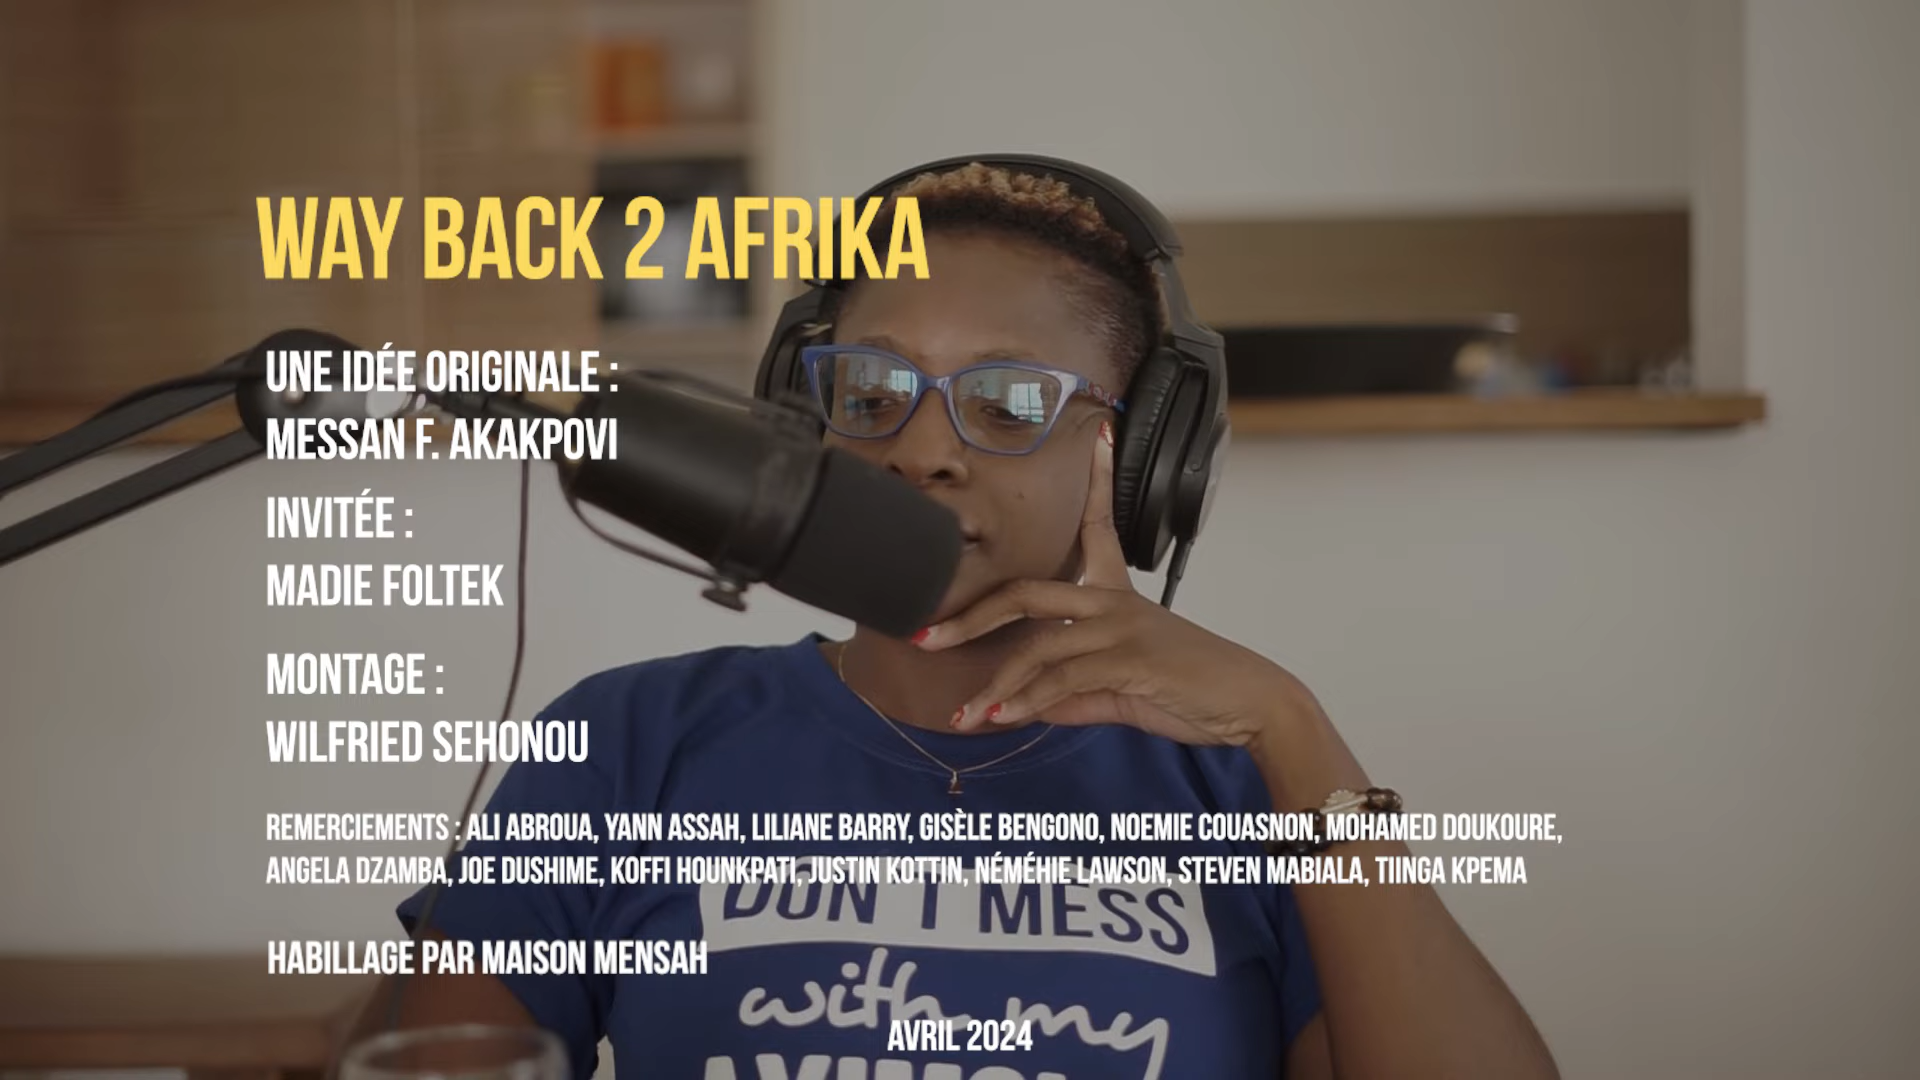 WAY BACK 2 AFRIKA
UNE IDÉE ORIGINALE :
MESSAN F. AKAKPOVI
INVITÉE :
MADIE FOLTEK
MONTAGE :
WILFRIED SEHONOU
REMERCIEMENTS : ALI ABROUA, YANN ASSAH, LILIANE BARRY, GISÈLE BENGONO, NOEMIE COUASNON, MOHAMED DOUKOURE,
ANGELA DZAMBA, JOE DUSHIME, KOFFI HOUNKPATI, JUSTIN KOTTIN, NÉMÉHIE LAWSON, STEVEN MABIALA, TIINGA KPEMA
DON'T MESS
HABILLAGE PAR MAISON MENSAH
with my
AVRIL 2024